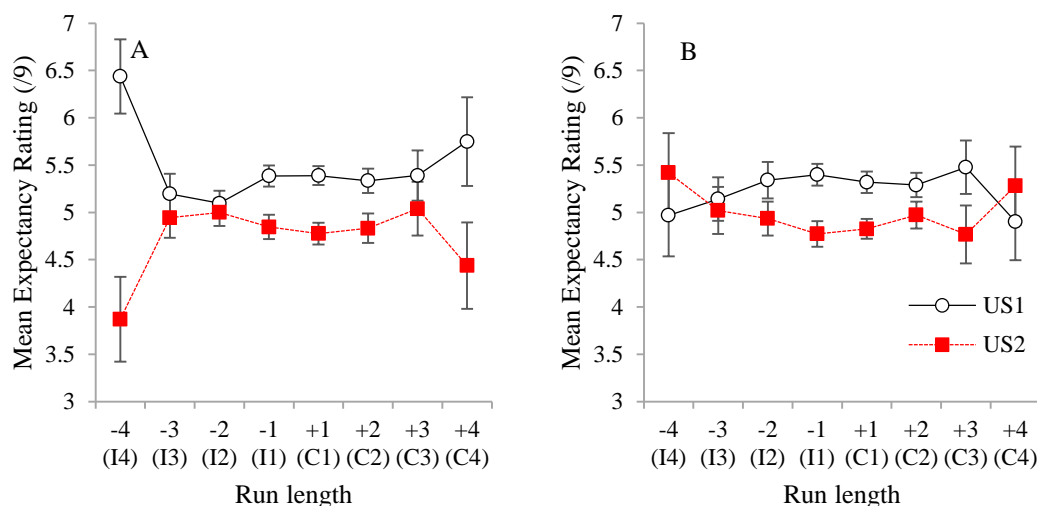 A
Mean Expectancy Rating (/9)
7
6.5
6
5.5
5
4.5
4
3.5
3
-4 -3 -2 -1 +1 +2 +3 +4
(I4) (I3) (I2) (I1) (C1) (C2) (C3) (C4)
Run length
B
Mean Expectancy Rating (/9)
7
6.5
6
5.5
5
4.5
4
3.5
3
US1
US2
-4 -3 -2 -1 +1 +2 +3 +4
(I4) (I3) (I2) (I1) (C1) (C2) (C3) (C4)
Run length